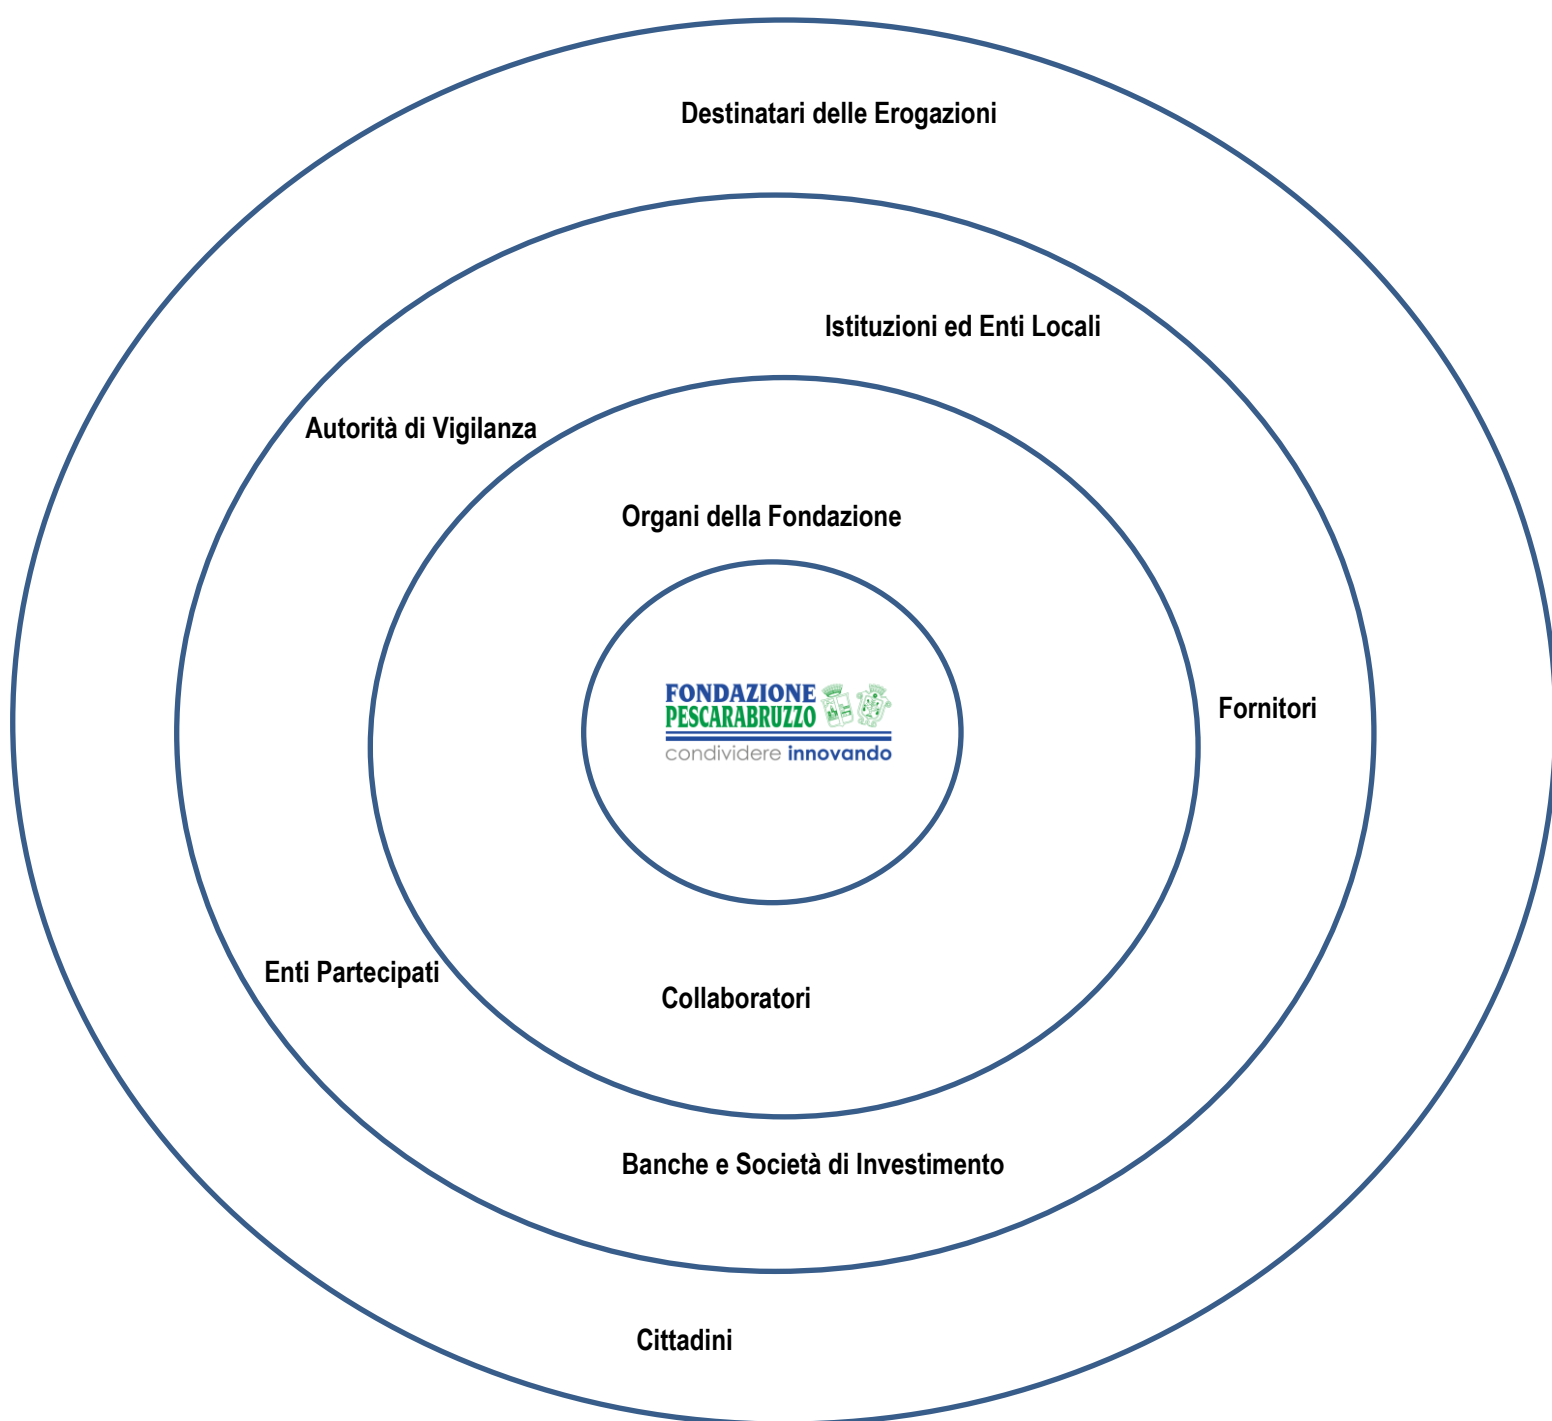 Destinatari delle Erogazioni
Istituzioni ed Enti Locali
Autorità di Vigilanza
Organi della Fondazione
FONDAZIONE
PESCARABRUZZO
condividere innovando
Fornitori
Enti Partecipati
Collaboratori
Banche e Società di Investimento
Cittadini